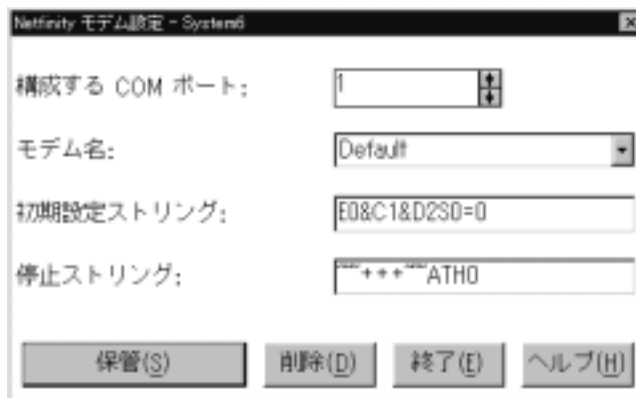 Netfinity モデム設定 - System6
構成する COM ポート: 1
モデム名: Default
初期設定ストリング: E0&C1&D2S0=0
停止ストリング: ~~~+++~~~ATH0
保管(S) 削除(D) 終了(E) ヘルプ(H)